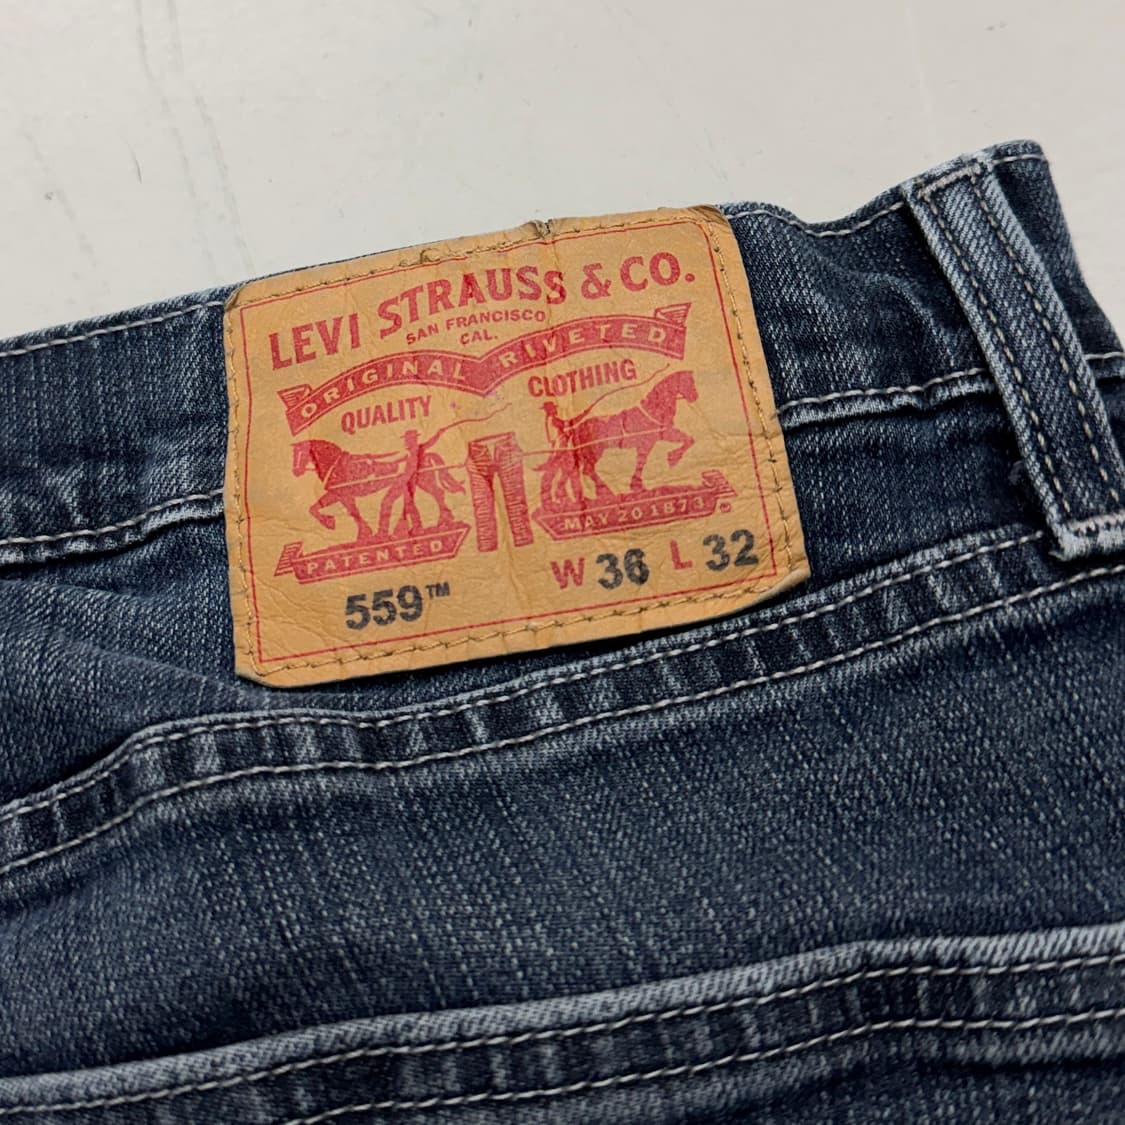 LEVI STRAUSS & CO.
SAN FRANCISCO
CAL.
ORIGINAL RIVETED
QUALITY CLOTHING
PATENTED MAY 20 1873
559™ W 36 L 32